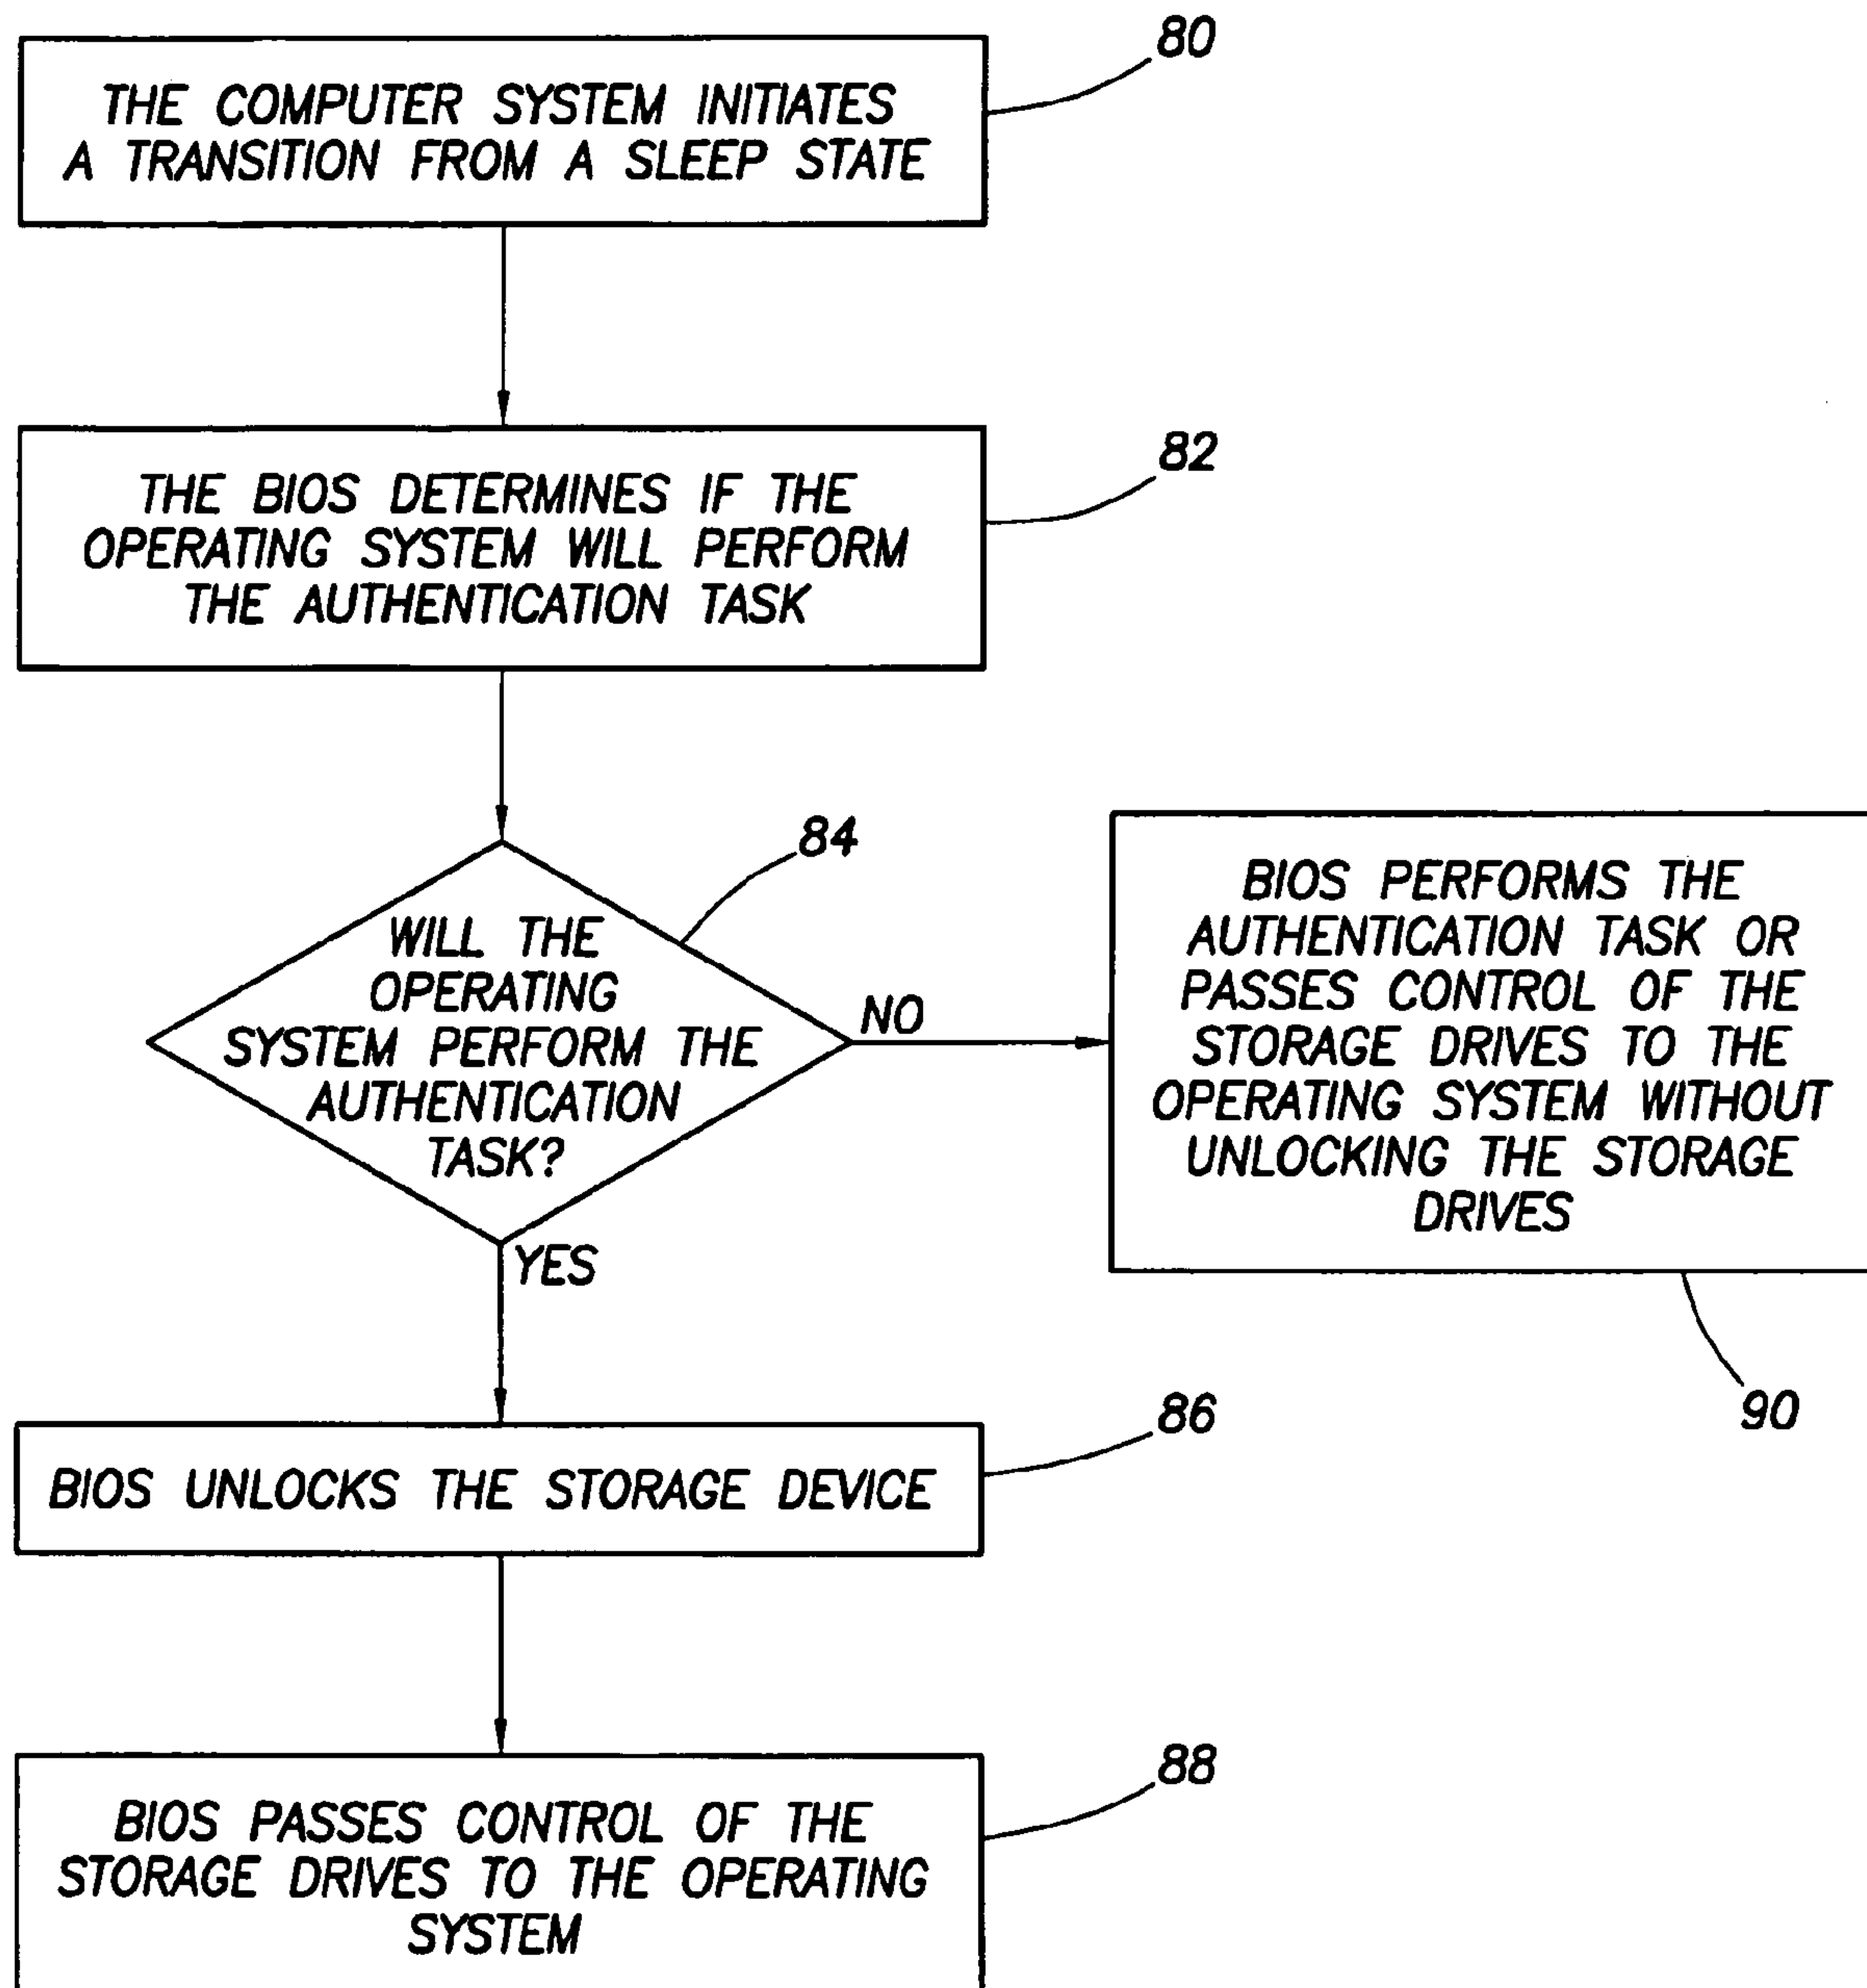 80
THE COMPUTER SYSTEM INITIATES
A TRANSITION FROM A SLEEP STATE
82
THE BIOS DETERMINES IF THE
OPERATING SYSTEM WILL PERFORM
THE AUTHENTICATION TASK
84
WILL THE
OPERATING
SYSTEM PERFORM THE
AUTHENTICATION
TASK?
NO
BIOS PERFORMS THE
AUTHENTICATION TASK OR
PASSES CONTROL OF THE
STORAGE DRIVES TO THE
OPERATING SYSTEM WITHOUT
UNLOCKING THE STORAGE
DRIVES
90
YES
86
BIOS UNLOCKS THE STORAGE DEVICE
88
BIOS PASSES CONTROL OF THE
STORAGE DRIVES TO THE OPERATING
SYSTEM